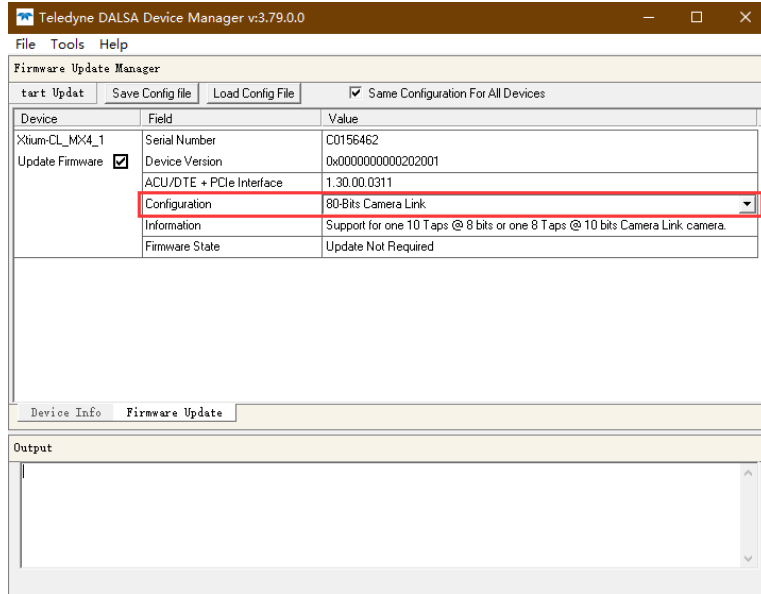 Teledyne DALSA Device Manager v:3.79.0.0
File Tools Help
Firmware Update Manager
tart Updat Save Config file Load Config File Same Configuration For All Devices
Device Field Value
Xtium-CL_MX4_1 Serial Number C0156462
Update Firmware Device Version 0x0000000000202001
ACU/DTE + PCIe Interface 1.30.00.0311
Configuration 80-Bits Camera Link
Information Support for one 10 Taps @ 8 bits or one 8 Taps @ 10 bits Camera Link camera.
Firmware State Update Not Required
Device Info Firmware Update
Output